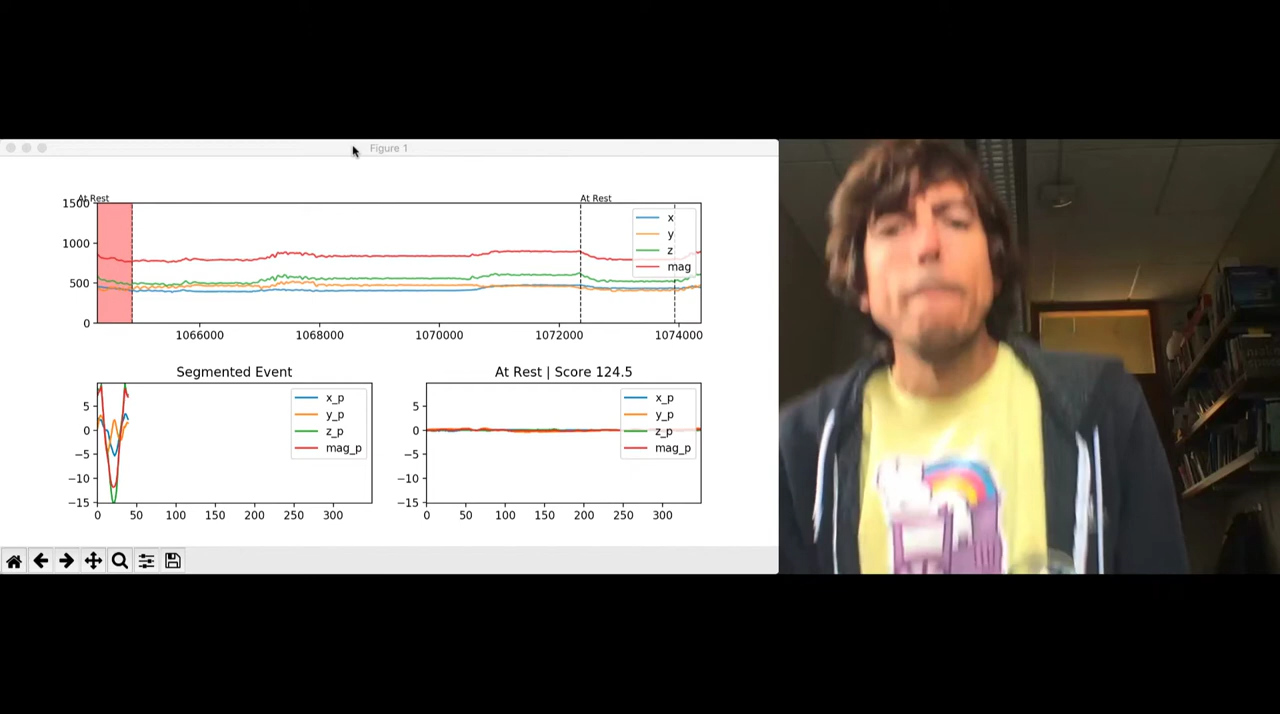 Figure 1
At Rest
At Rest
1500
1000
500
0
x
y
z
mag
1066000 1068000 1070000 1072000 1074000
Segmented Event
5
0
−5
−10
−15
x_p
y_p
z_p
mag_p
0 50 100 150 200 250 300
At Rest | Score 124.5
5
0
−5
−10
−15
x_p
y_p
z_p
mag_p
0 50 100 150 200 250 300